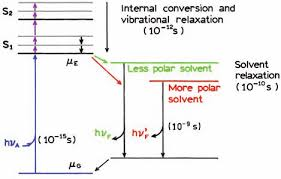 S₂
Internal conversion and
vibrational relaxation
(10⁻¹²s)
S₁
μE
Less polar solvent
Solvent
relaxation
(10⁻¹⁰s)
More polar
solvent
hνA
(10⁻¹⁵s)
hνF
hν'F
(10⁻⁹s)
μG